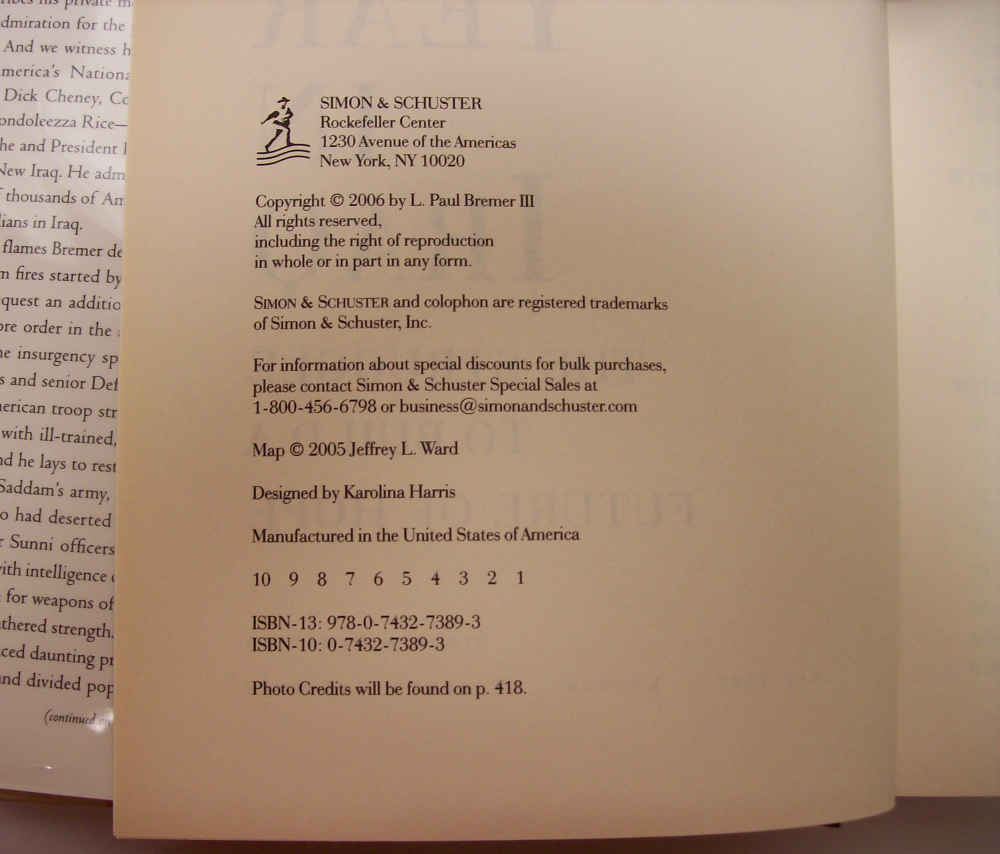 ribes his private m
dmiration for the
And we witness h
merica's Nationa
Dick Cheney, Co
ondoleezza Rice—
he and President
New Iraq. He adm
f thousands of Am
lians in Iraq.
flames Bremer de
m fires started by
quest an additio
ore order in the
he insurgency sp
s and senior Def
merican troop str
with ill-trained,
nd he lays to rest
Saddam's army,
o had deserted
r Sunni officers
ith intelligence
for weapons of
thered strength.
ced daunting pr
nd divided pop
(continued
SIMON & SCHUSTER
Rockefeller Center
1230 Avenue of the Americas
New York, NY 10020
Copyright © 2006 by L. Paul Bremer III
All rights reserved,
including the right of reproduction
in whole or in part in any form.
SIMON & SCHUSTER and colophon are registered trademarks
of Simon & Schuster, Inc.
For information about special discounts for bulk purchases,
please contact Simon & Schuster Special Sales at
1-800-456-6798 or business@simonandschuster.com
Map © 2005 Jeffrey L. Ward
Designed by Karolina Harris
Manufactured in the United States of America
10 9 8 7 6 5 4 3 2 1
ISBN-13: 978-0-7432-7389-3
ISBN-10: 0-7432-7389-3
Photo Credits will be found on p. 418.